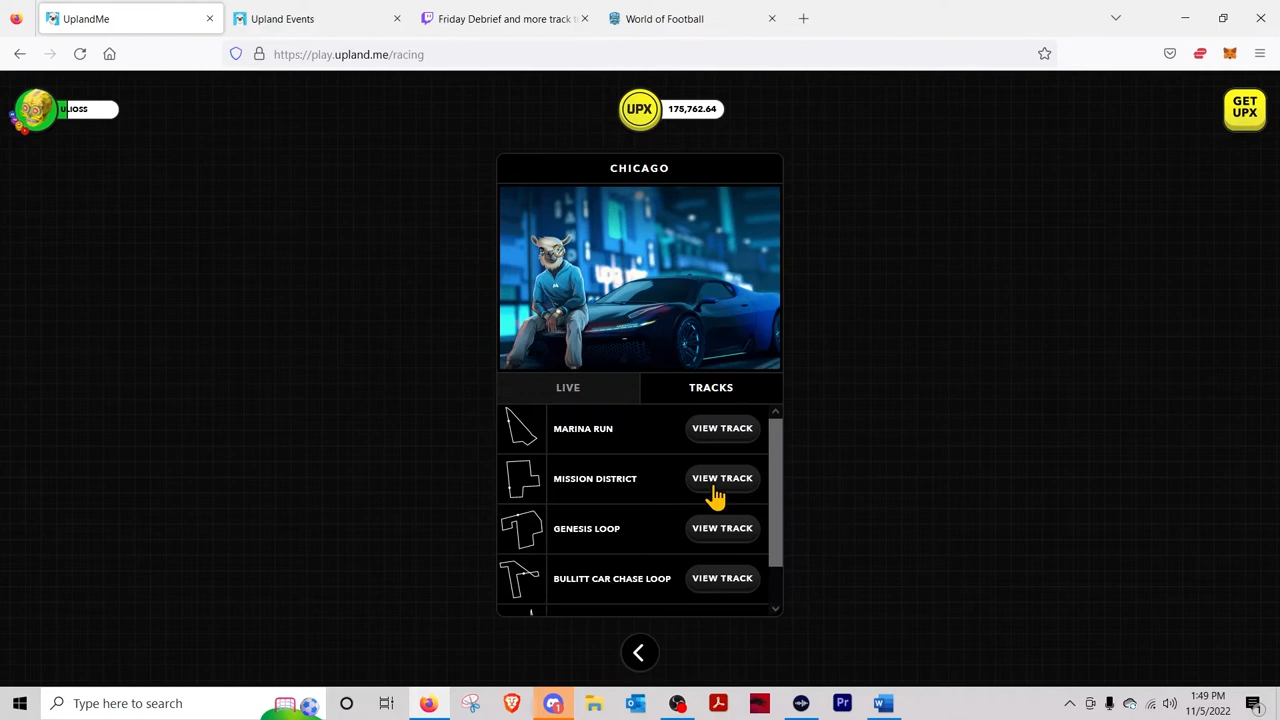 UplandMe
Upland Events
Friday Debrief and more track t
World of Football
https://play.upland.me/racing
ULIOSS
UPX
175,762.64
GET
UPX
CHICAGO
LIVE
TRACKS
MARINA RUN
VIEW TRACK
MISSION DISTRICT
VIEW TRACK
GENESIS LOOP
VIEW TRACK
BULLITT CAR CHASE LOOP
VIEW TRACK
Type here to search
Pr
1:49 PM
11/5/2022